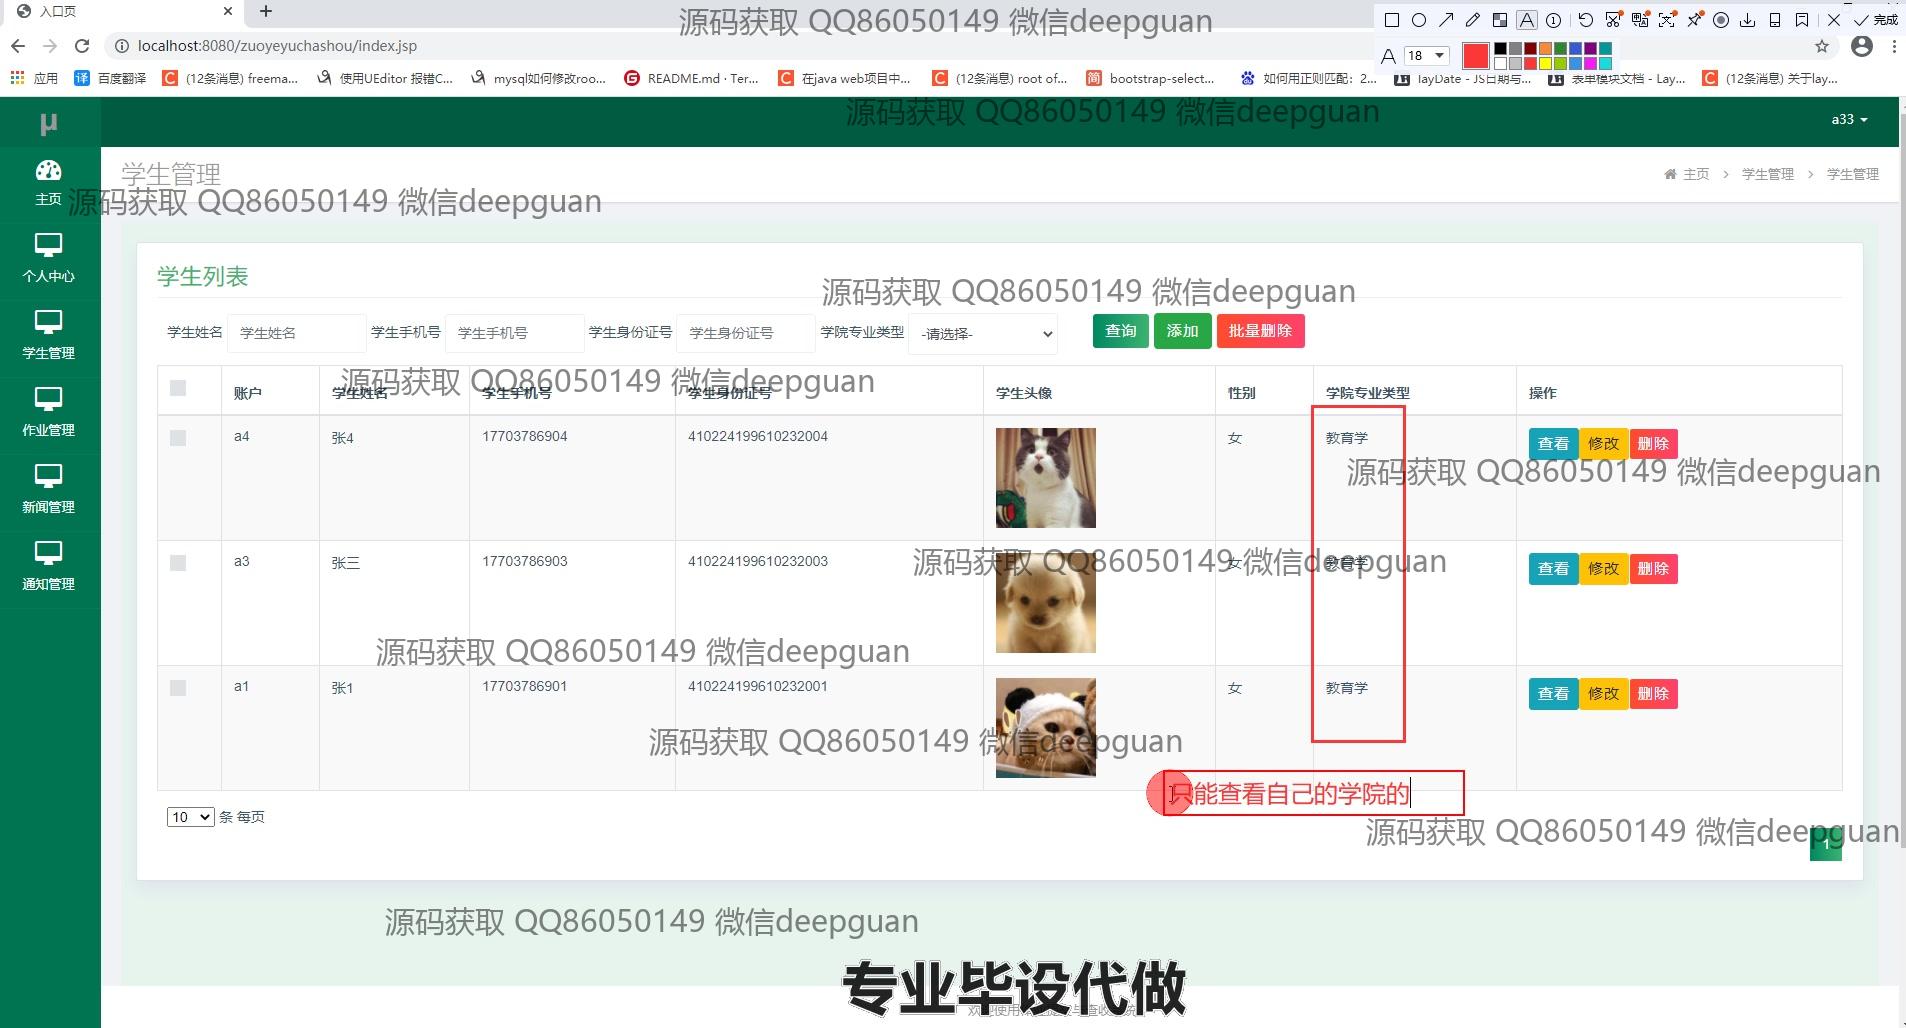 入口页
源码获取 QQ86050149 微信deepguan
完成
localhost:8080/zuoyeyuchashou/index.jsp
18
应用 百度翻译 (12条消息) freema... 使用UEditor 报错C... mysql如何修改roo... README.md · Ter... 在java web项目中... (12条消息) root of... bootstrap-select... 如何用正则匹配：2... layDate - JS日期与... 表单模块文档 - Lay... (12条消息) 关于lay...
μ
源码获取 QQ86050149 微信deepguan
a33
学生管理
主页 > 学生管理 > 学生管理
主页
源码获取 QQ86050149 微信deepguan
个人中心
学生管理
作业管理
新闻管理
通知管理
学生列表
源码获取 QQ86050149 微信deepguan
学生姓名 学生姓名 学生手机号 学生手机号 学生身份证号 学生身份证号 学院专业类型 -请选择- 查询 添加 批量删除
源码获取 QQ86050149 微信deepguan
账户 学生姓名 学生手机号 学生身份证号 学生头像 性别 学院专业类型 操作
a4 张4 17703786904 410224199610232004 女 教育学 查看 修改 删除
源码获取 QQ86050149 微信deepguan
a3 张三 17703786903 410224199610232003 女 教育学 查看 修改 删除
源码获取 QQ86050149 微信deepguan
源码获取 QQ86050149 微信deepguan
a1 张1 17703786901 410224199610232001 女 教育学 查看 修改 删除
源码获取 QQ86050149 微信deepguan
只能查看自己的学院的
10 条 每页
源码获取 QQ86050149 微信deepguan
1
源码获取 QQ86050149 微信deepguan
专业毕设代做